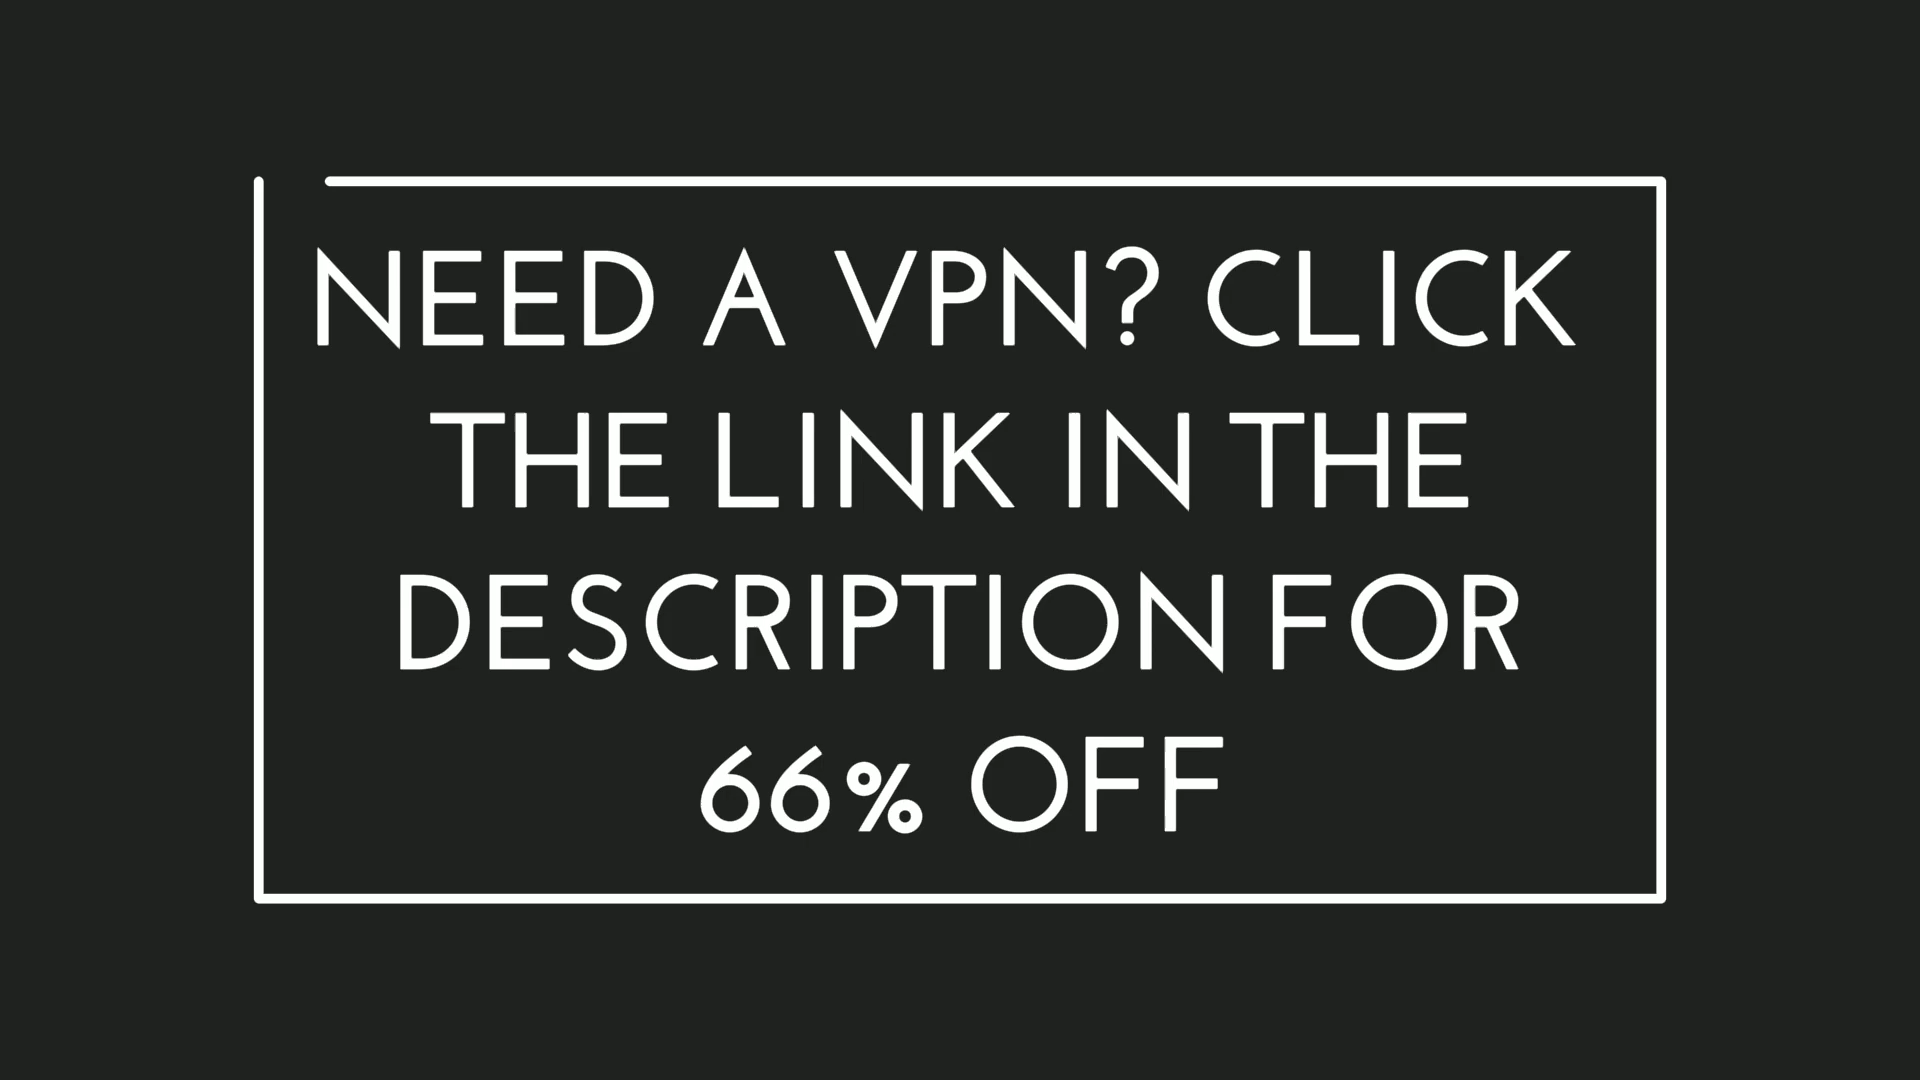 NEED A VPN? CLICK
THE LINK IN THE
DESCRIPTION FOR
66% OFF